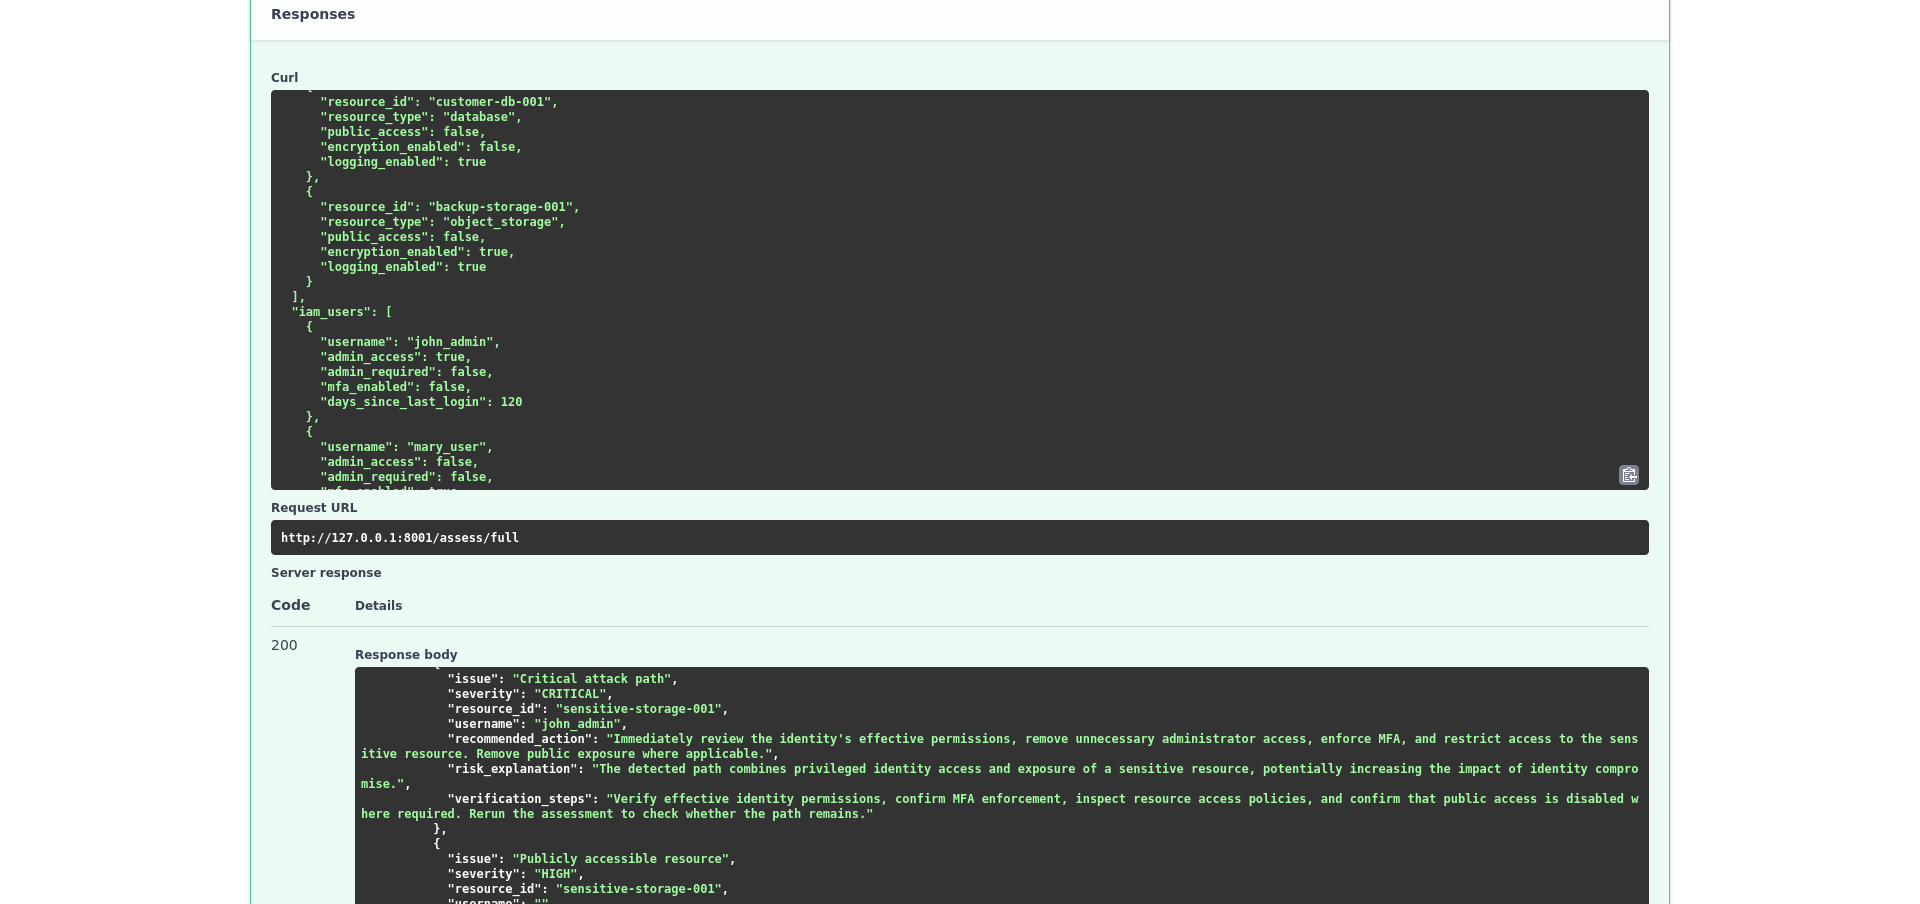 Responses
Curl
{
"resource_id": "customer-db-001",
"resource_type": "database",
"public_access": false,
"encryption_enabled": false,
"logging_enabled": true
},
{
"resource_id": "backup-storage-001",
"resource_type": "object_storage",
"public_access": false,
"encryption_enabled": true,
"logging_enabled": true
}
],
"iam_users": [
{
"username": "john_admin",
"admin_access": true,
"admin_required": false,
"mfa_enabled": false,
"days_since_last_login": 120
},
{
"username": "mary_user",
"admin_access": false,
"admin_required": false,
"mfa_enabled": true
Request URL
http://127.0.0.1:8001/assess/full
Server response
Code Details
200
Response body
{
"issue": "Critical attack path",
"severity": "CRITICAL",
"resource_id": "sensitive-storage-001",
"username": "john_admin",
"recommended_action": "Immediately review the identity's effective permissions, remove unnecessary administrator access, enforce MFA, and restrict access to the sens
itive resource. Remove public exposure where applicable.",
"risk_explanation": "The detected path combines privileged identity access and exposure of a sensitive resource, potentially increasing the impact of identity compro
mise.",
"verification_steps": "Verify effective identity permissions, confirm MFA enforcement, inspect resource access policies, and confirm that public access is disabled w
here required. Rerun the assessment to check whether the path remains."
},
{
"issue": "Publicly accessible resource",
"severity": "HIGH",
"resource_id": "sensitive-storage-001",
"username": ""